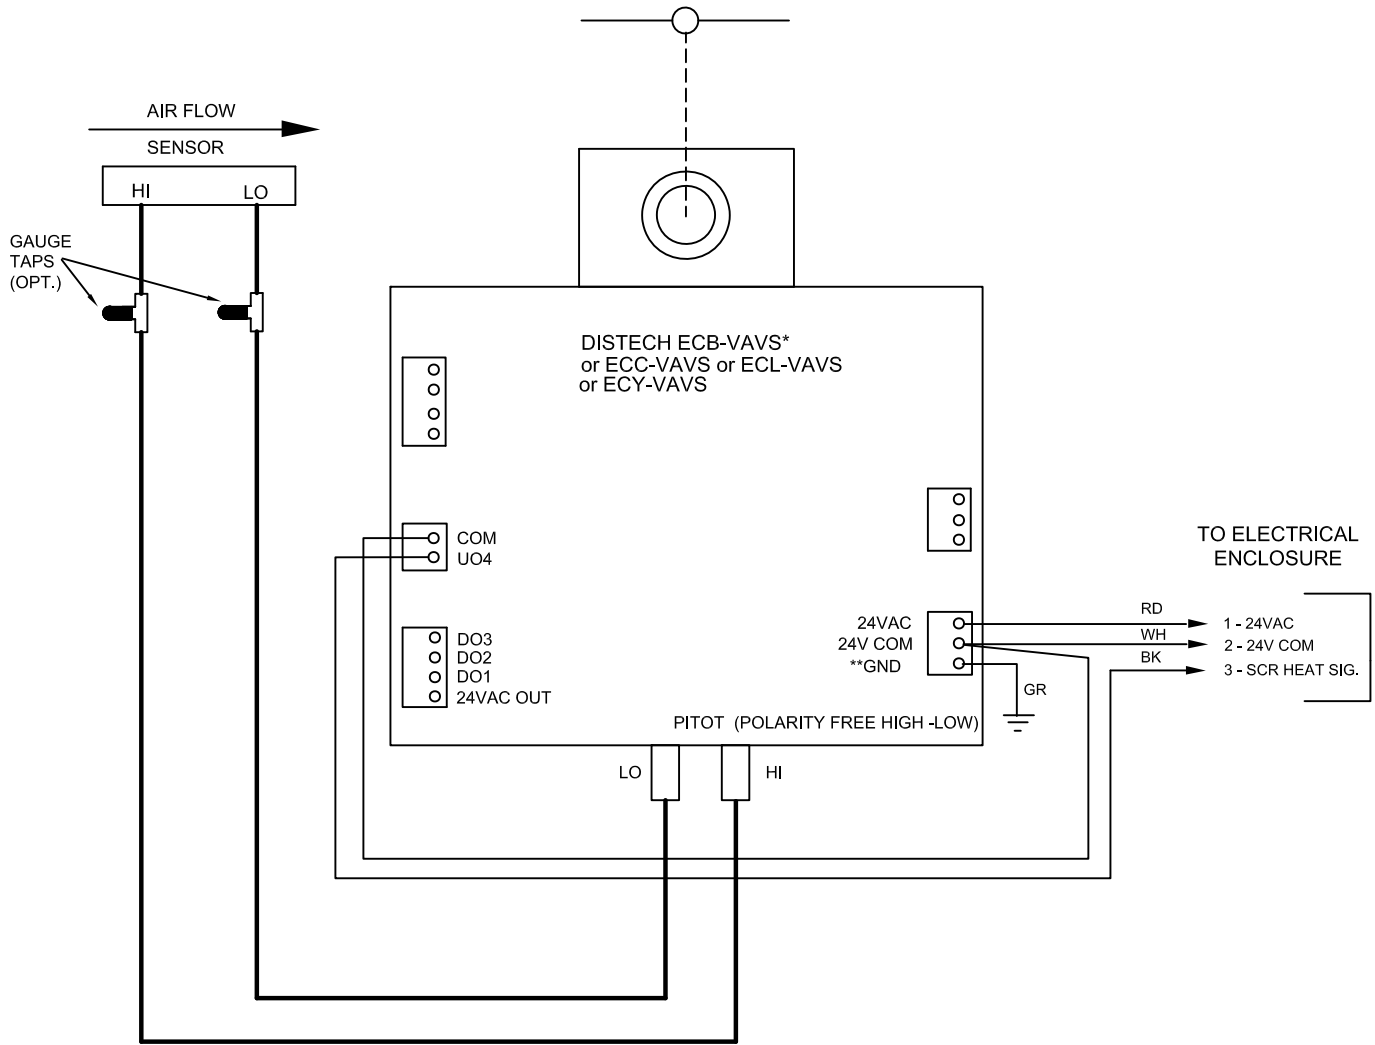 AIR FLOW
SENSOR
HI
LO
GAUGE
TAPS
(OPT.)
DISTECH ECB-VAVS*
or ECC-VAVS or ECL-VAVS
or ECY-VAVS
COM
UO4
DO3
DO2
DO1
24VAC OUT
24VAC
24V COM
**GND
GR
PITOT (POLARITY FREE HIGH -LOW)
LO
HI
TO ELECTRICAL
ENCLOSURE
RD
WH
BK
1 - 24VAC
2 - 24V COM
3 - SCR HEAT SIG.